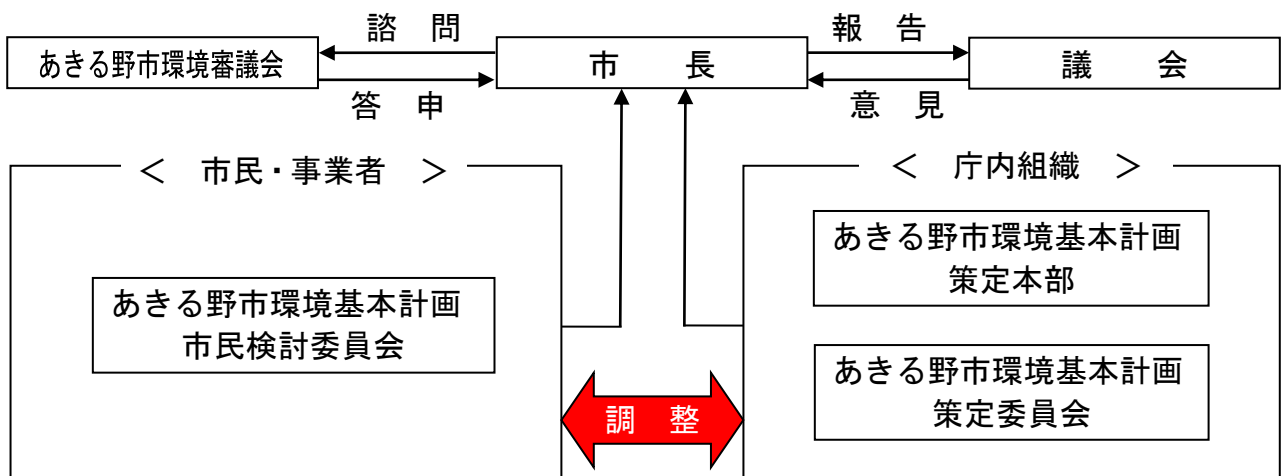 諮 問
報 告
あきる野市環境審議会
市 長
議 会
答 申
意 見
＜ 市民・事業者 ＞
＜ 庁内組織 ＞
あきる野市環境基本計画
市民検討委員会
あきる野市環境基本計画
策定本部
あきる野市環境基本計画
策定委員会
調 整